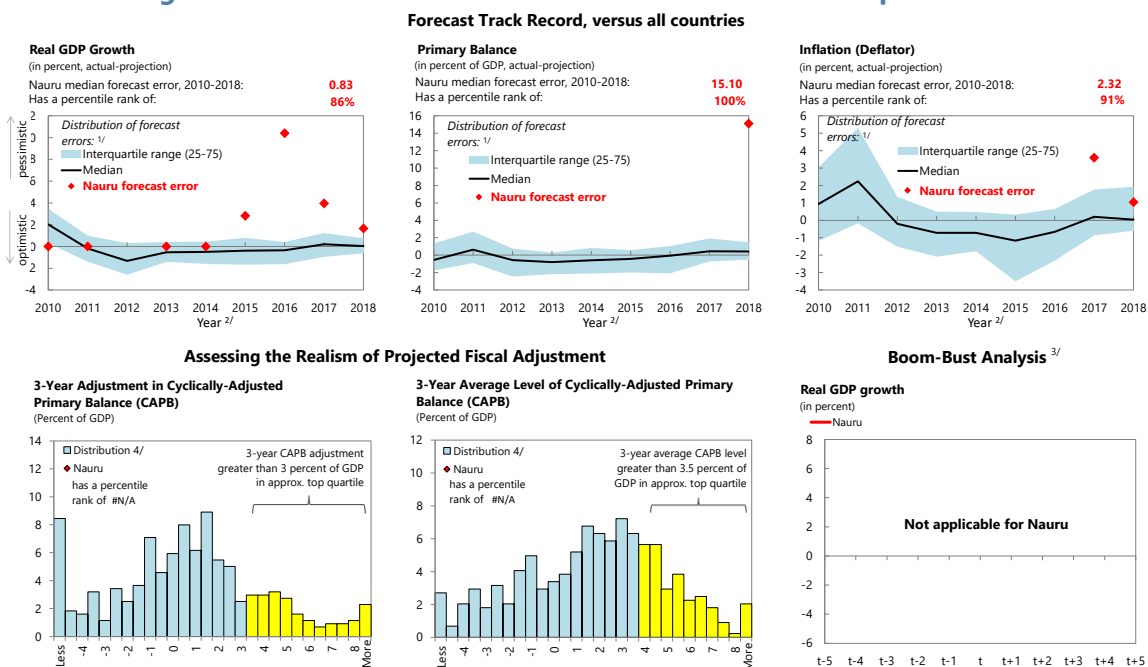 Forecast Track Record, versus all countries
Real GDP Growth
(in percent, actual-projection)
Nauru median forecast error, 2010-2018: 0.83
Has a percentile rank of: 86%
pessimistic
optimistic
2
0
8
6
4
2
0
2
-4
Distribution of forecast
errors: 1/
Interquartile range (25-75)
Median
Nauru forecast error
2010 2011 2012 2013 2014 2015 2016 2017 2018
Year 2/
Primary Balance
(in percent of GDP, actual-projection)
Nauru median forecast error, 2010-2018: 15.10
Has a percentile rank of: 100%
16
14
12
10
8
6
4
2
0
-2
-4
Distribution of forecast
errors: 1/
Interquartile range (25-75)
Median
Nauru forecast error
2010 2011 2012 2013 2014 2015 2016 2017 2018
Year 2/
Inflation (Deflator)
(in percent, actual-projection)
Nauru median forecast error, 2010-2018: 2.32
Has a percentile rank of: 91%
6
5
4
3
2
1
0
-1
-2
-3
-4
Distribution of forecast
errors: 1/
Interquartile range (25-75)
Median
Nauru forecast error
2010 2011 2012 2013 2014 2015 2016 2017 2018
Year 2/
Assessing the Realism of Projected Fiscal Adjustment
3-Year Adjustment in Cyclically-Adjusted
Primary Balance (CAPB)
(Percent of GDP)
14
12
10
8
6
4
2
0
Distribution 4/
Nauru
has a percentile
rank of #N/A
3-year CAPB adjustment
greater than 3 percent of GDP
in approx. top quartile
Less -4 -3 -2 -1 0 1 2 3 4 5 6 7 8 More
3-Year Average Level of Cyclically-Adjusted Primary
Balance (CAPB)
(Percent of GDP)
12
10
8
6
4
2
0
Distribution 4/
Nauru
has a percentile
rank of #N/A
3-year average CAPB level
greater than 3.5 percent of
GDP in approx. top quartile
Less -4 -3 -2 -1 0 1 2 3 4 5 6 7 8 More
Boom-Bust Analysis 3/
Real GDP growth
(in percent)
Nauru
8
6
4
2
0
-2
-4
-6
Not applicable for Nauru
t-5 t-4 t-3 t-2 t-1 t t+1 t+2 t+3 t+4 t+5